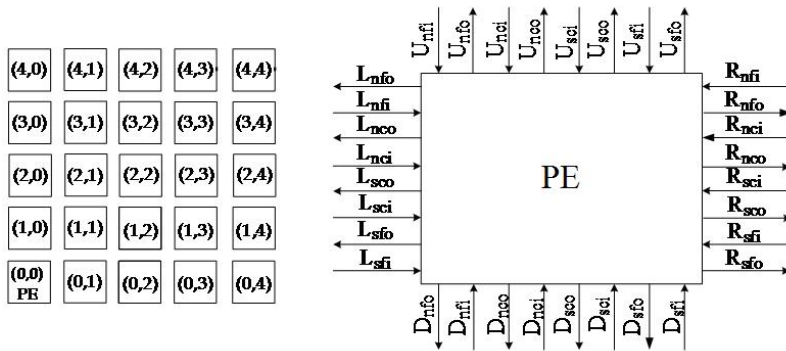 (4,0) (4,1) (4,2) (4,3) (4,4)
(3,0) (3,1) (3,2) (3,3) (3,4)
(2,0) (2,1) (2,2) (2,3) (2,4)
(1,0) (1,1) (1,2) (1,3) (1,4)
(0,0) (0,1) (0,2) (0,3) (0,4)
PE
Unfi Unfo Unci Unco Usci Usco Usfi Usfo
Lnfo
Lnfi
Lnco
Lnci
Lsco
Lsci
Lsfo
Lsfi
PE
Rnfi
Rnfo
Rnci
Rnco
Rsci
Rsco
Rsfi
Rsfo
Dnfo Dnfi Dnco Dnci Dsco Dsci Dsfo Dsfi